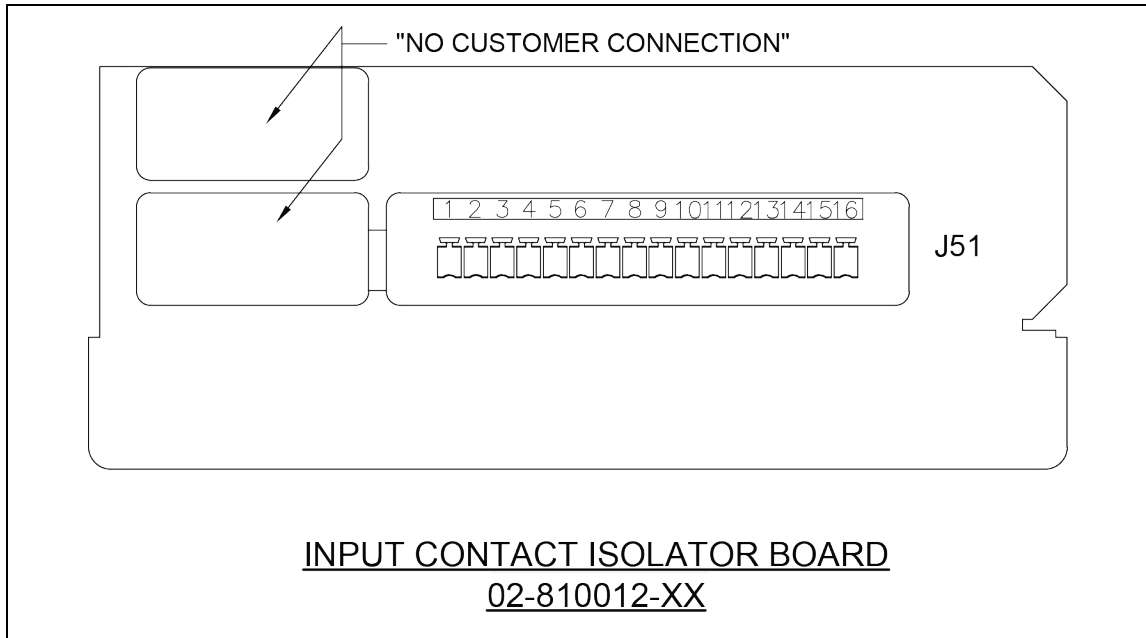 "NO CUSTOMER CONNECTION"
1 2 3 4 5 6 7 8 9 10 11 12 13 14 15 16
J51
INPUT CONTACT ISOLATOR BOARD
02-810012-XX